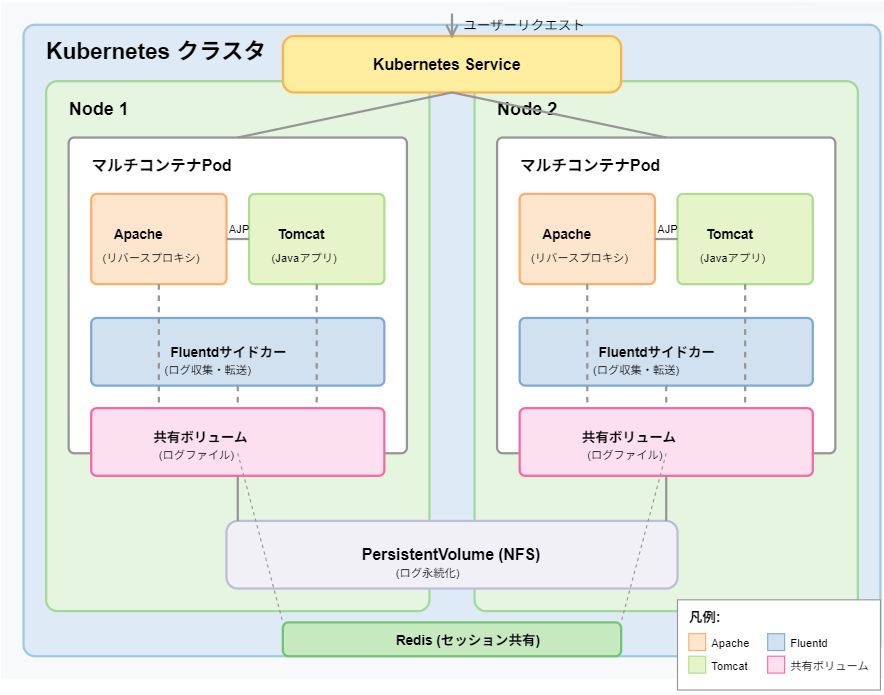 ユーザーリクエスト
Kubernetes クラスタ
Kubernetes Service
Node 1
マルチコンテナPod
Apache
(リバースプロキシ)
AJP
Tomcat
(Javaアプリ)
Fluentdサイドカー
(ログ収集・転送)
共有ボリューム
(ログファイル)
Node 2
マルチコンテナPod
Apache
(リバースプロキシ)
AJP
Tomcat
(Javaアプリ)
Fluentdサイドカー
(ログ収集・転送)
共有ボリューム
(ログファイル)
PersistentVolume (NFS)
(ログ永続化)
Redis (セッション共有)
凡例:
Apache
Fluentd
Tomcat
共有ボリューム